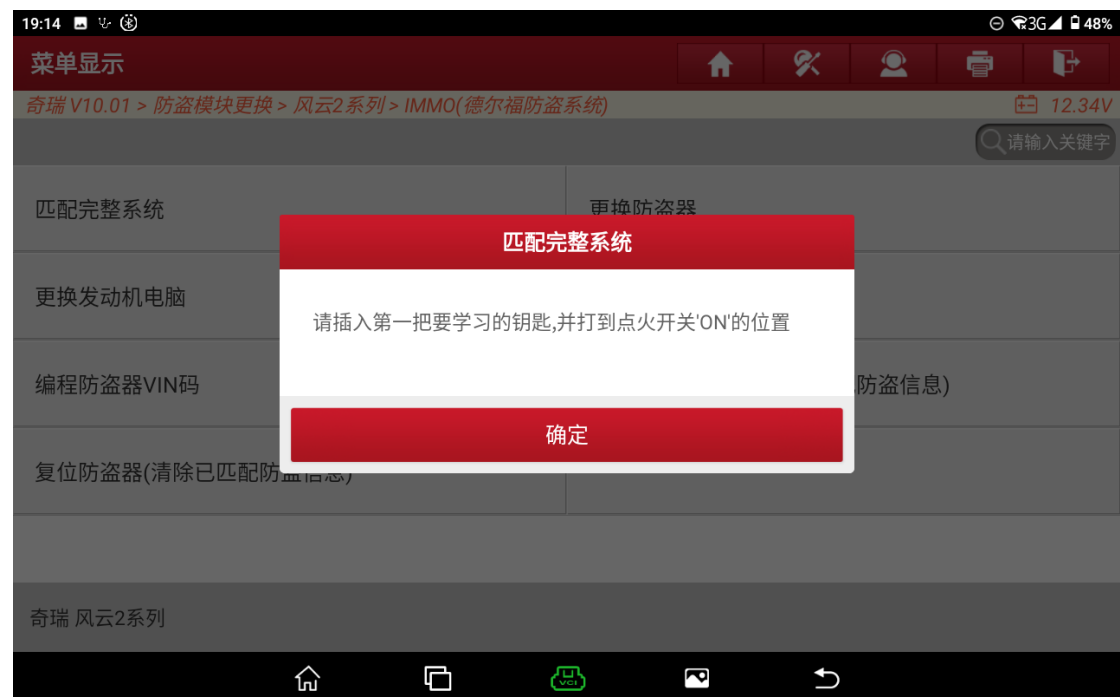 19:14
3G 48%
菜单显示
奇瑞 V10.01 > 防盗模块更换 > 风云2系列 > IMMO(德尔福防盗系统)
12.34V
请输入关键字
匹配完整系统
更换防盗器
匹配完整系统
更换发动机电脑
请插入第一把要学习的钥匙,并打到点火开关'ON'的位置
编程防盗器VIN码
防盗信息)
确定
复位防盗器(清除已匹配防盗信息)
奇瑞 风云2系列
VCI